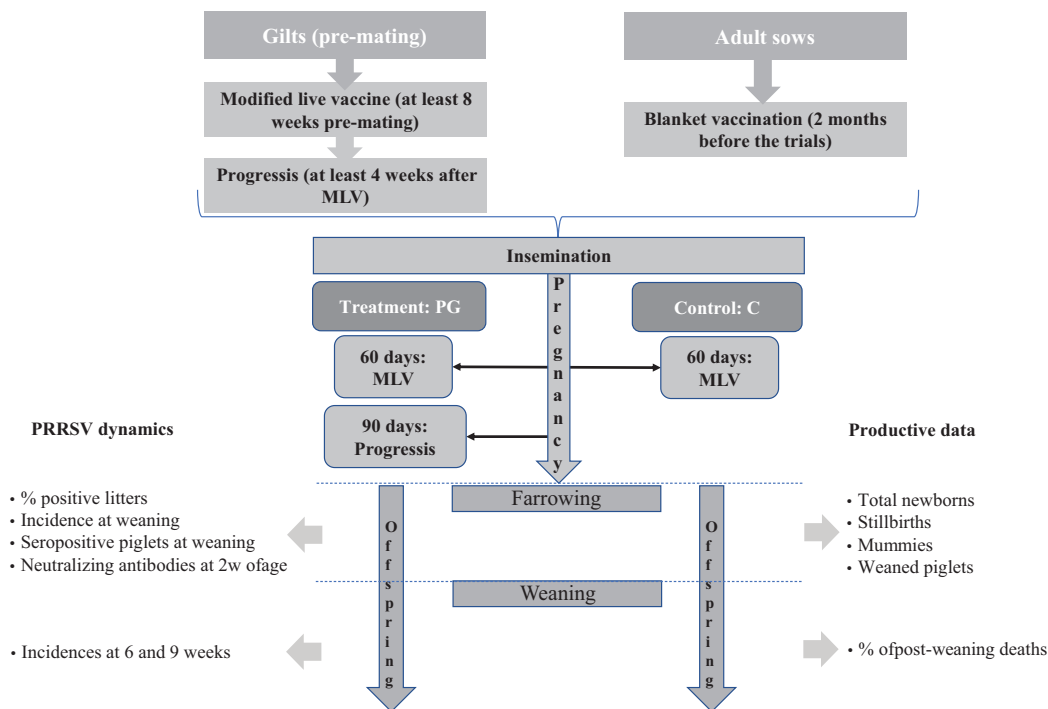 Gilts (pre-mating)
Adult sows
Modified live vaccine (at least 8
weeks pre-mating)
Blanket vaccination (2 months
before the trials)
Progressis (at least 4 weeks after
MLV)
Insemination
Pregnancy
Treatment: PG
Control: C
60 days:
MLV
60 days:
MLV
90 days:
Progressis
PRRSV dynamics
Productive data
• % positive litters
• Incidence at weaning
• Seropositive piglets at weaning
• Neutralizing antibodies at 2w ofage
Farrowing
Offspring
Offspring
• Total newborns
• Stillbirths
• Mummies
• Weaned piglets
Weaning
• Incidences at 6 and 9 weeks
• % ofpost-weaning deaths